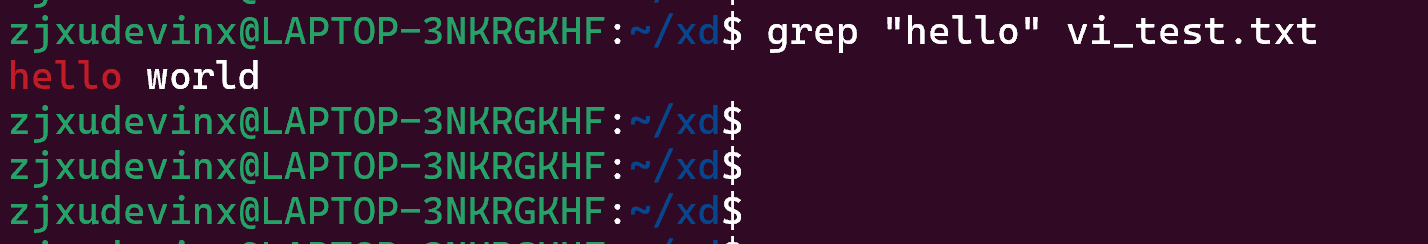 zjxudevinx@LAPTOP-3NKRGKHF:~/xd$ grep "hello" vi_test.txt
hello world
zjxudevinx@LAPTOP-3NKRGKHF:~/xd$
zjxudevinx@LAPTOP-3NKRGKHF:~/xd$
zjxudevinx@LAPTOP-3NKRGKHF:~/xd$